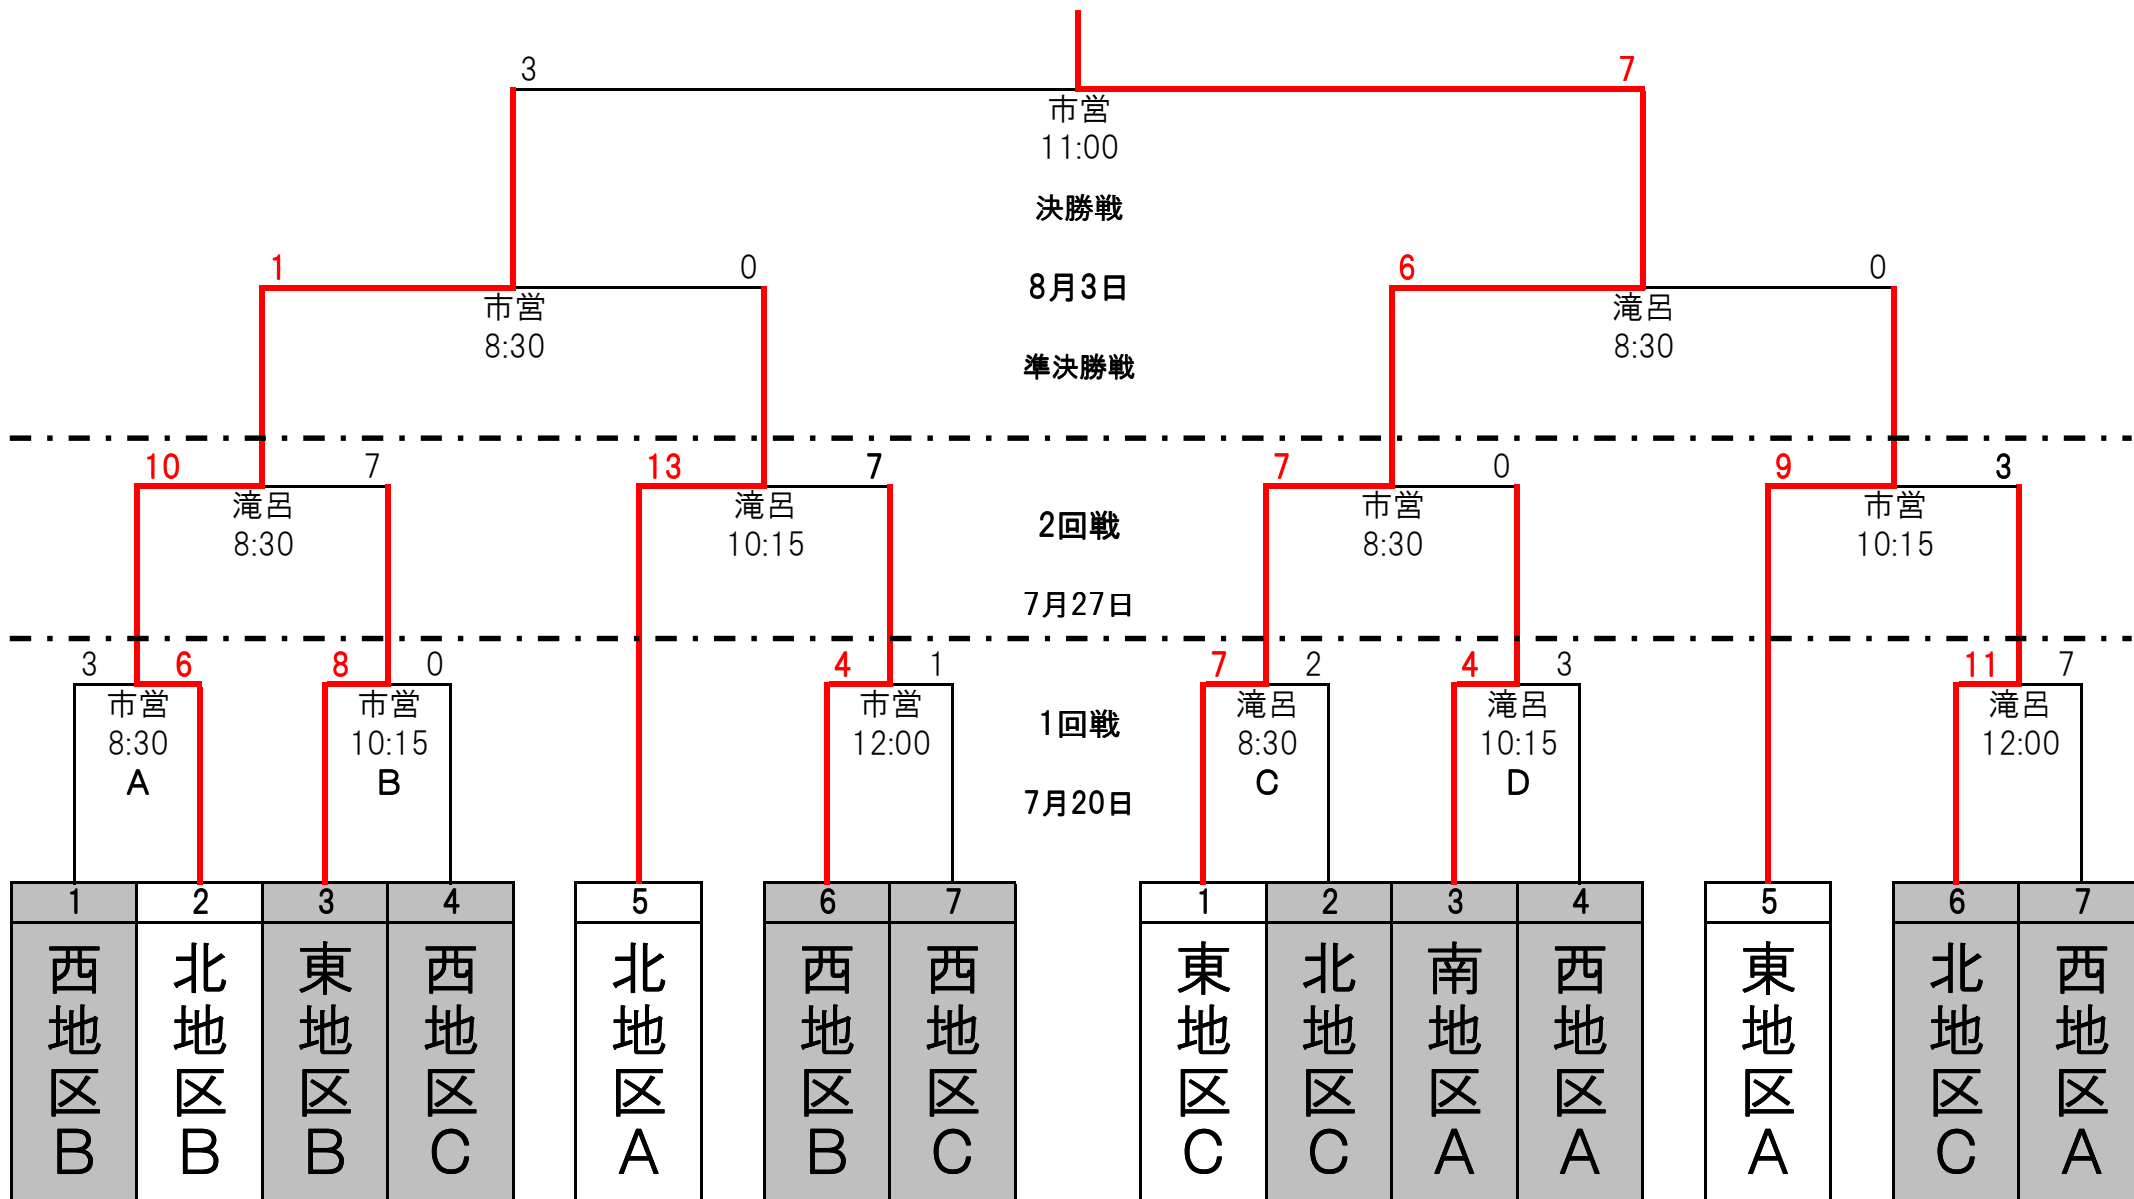 3 7
市営
11:00
決勝戦
1 0 8月3日 6 0
市営 滝呂
8:30 8:30
準決勝戦
10 7 13 7 7 0 9 3
滝呂 滝呂 市営 市営
8:30 10:15 8:30 10:15
2回戦
7月27日
3 6 8 0 4 1 7 2 4 3 11 7
市営 市営 市営 滝呂 滝呂 滝呂
8:30 10:15 12:00 8:30 10:15 12:00
1回戦
A B C D
7月20日
1 2 3 4 5 6 7 1 2 3 4 5 6 7
西地区B
北地区B
東地区B
西地区C
北地区A
西地区B
西地区C
東地区C
北地区C
南地区A
西地区A
東地区A
北地区C
西地区A